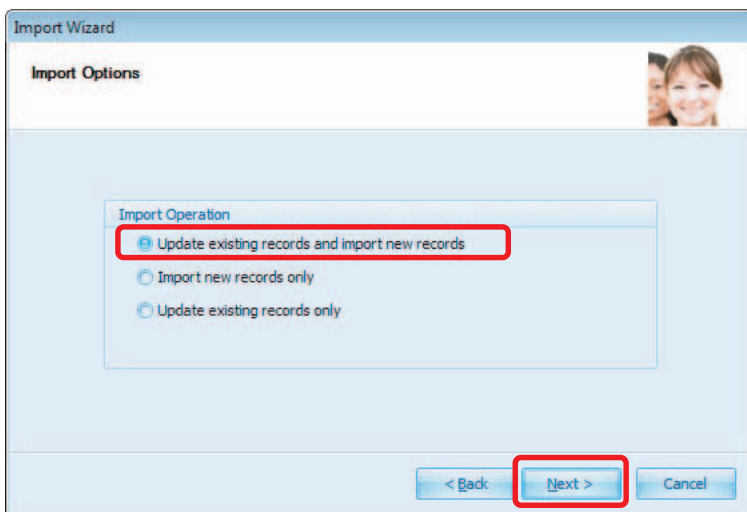 Import Wizard
Import Options
Import Operation
Update existing records and import new records
Import new records only
Update existing records only
< Back
Next >
Cancel